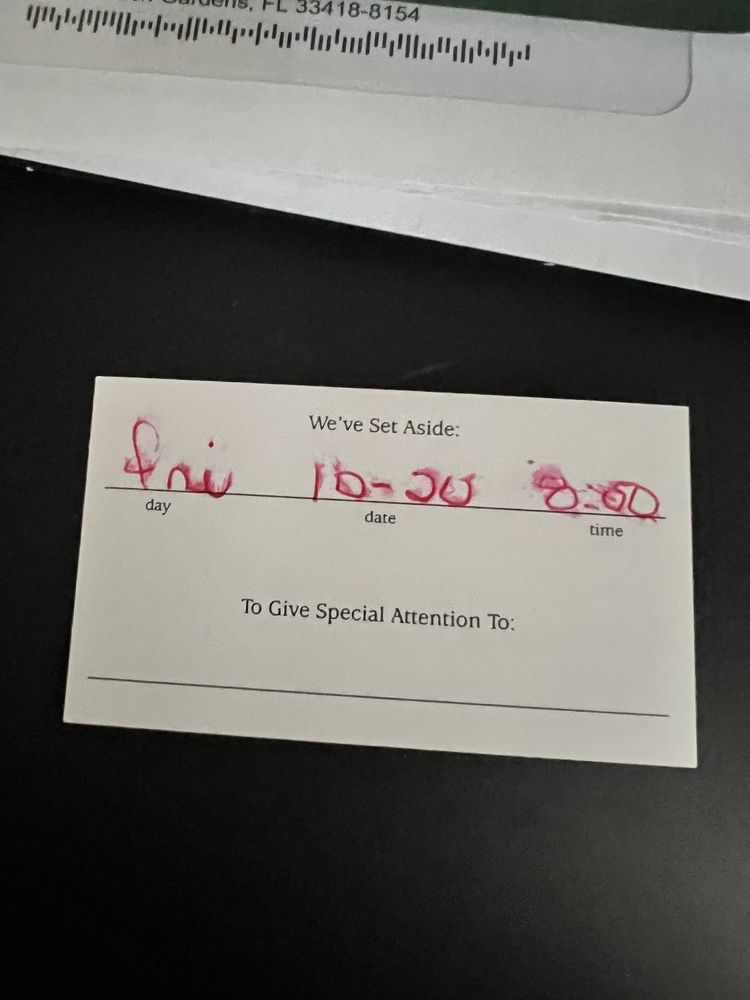 Gardens, FL 33418-8154
We've Set Aside:
Fri 10-20 8:00
day date time
To Give Special Attention To: